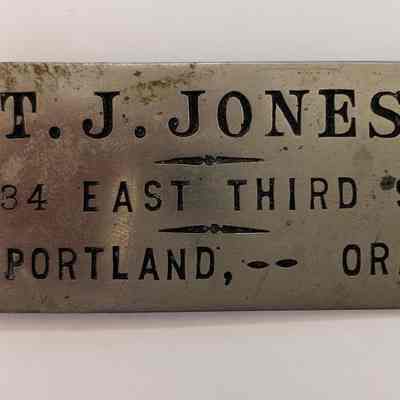 T. J. JONES
34 EAST THIRD S
PORTLAND, -- OR